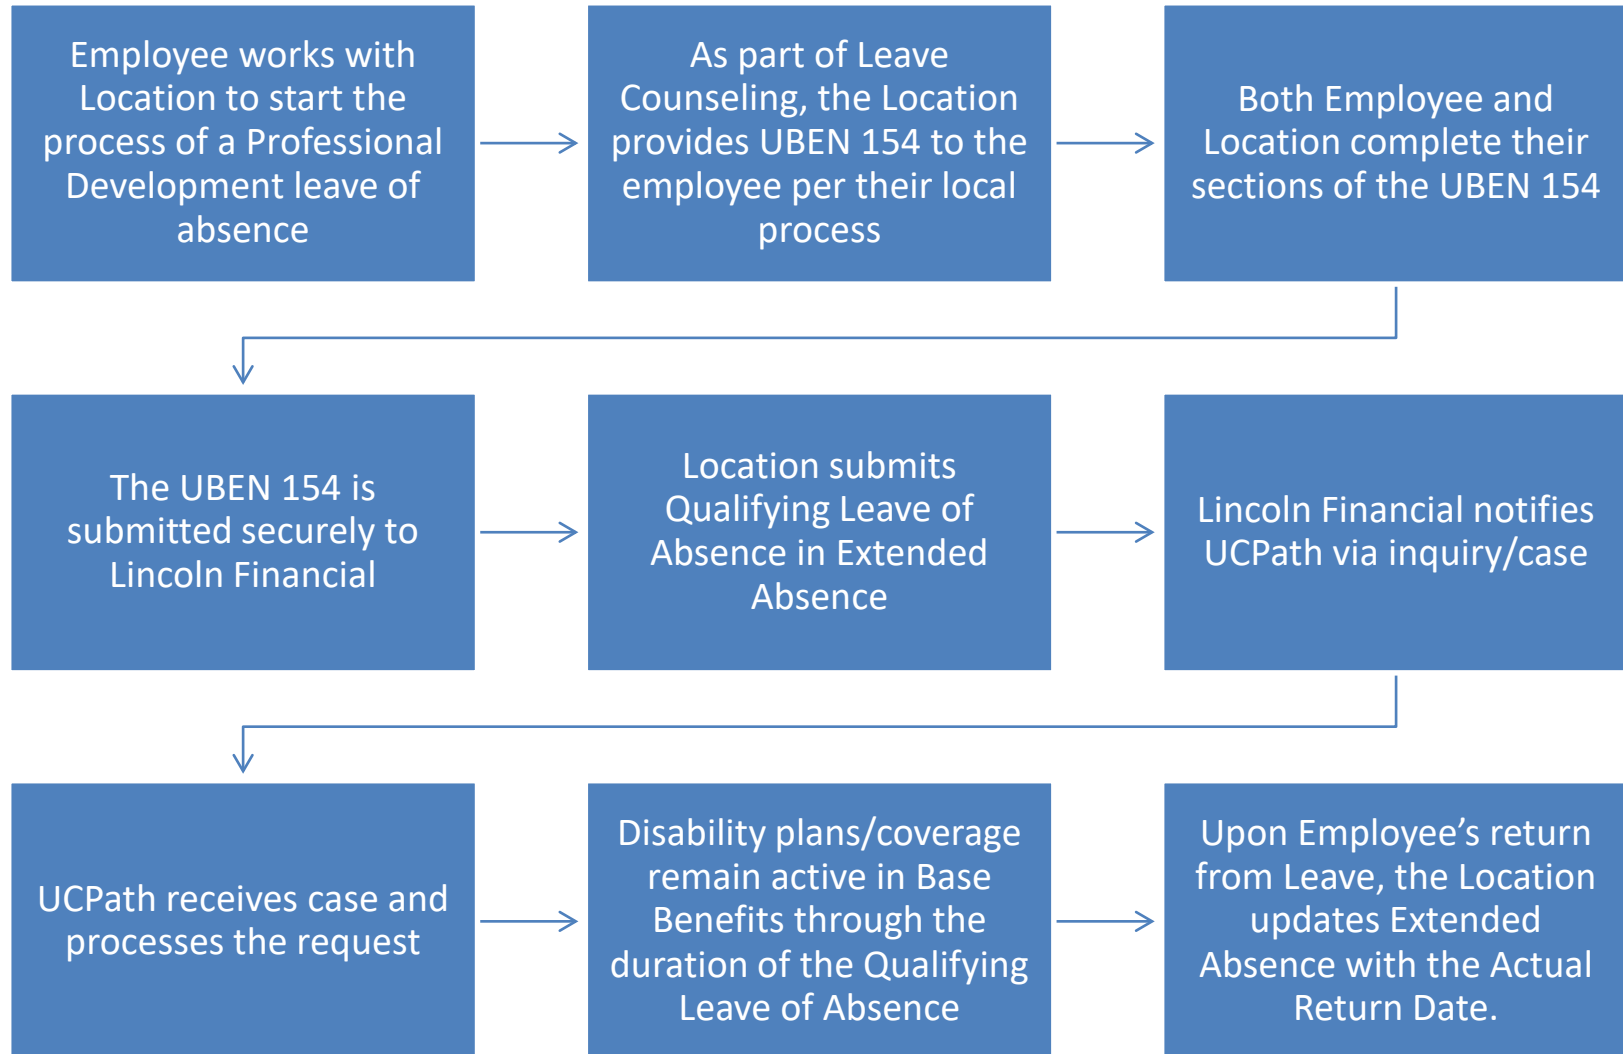 Employee works with
Location to start the
process of a Professional
Development leave of
absence
As part of Leave
Counseling, the Location
provides UBEN 154 to the
employee per their local
process
Both Employee and
Location complete their
sections of the UBEN 154
The UBEN 154 is
submitted securely to
Lincoln Financial
Location submits
Qualifying Leave of
Absence in Extended
Absence
Lincoln Financial notifies
UCPath via inquiry/case
UCPath receives case and
processes the request
Disability plans/coverage
remain active in Base
Benefits through the
duration of the Qualifying
Leave of Absence
Upon Employee’s return
from Leave, the Location
updates Extended
Absence with the Actual
Return Date.